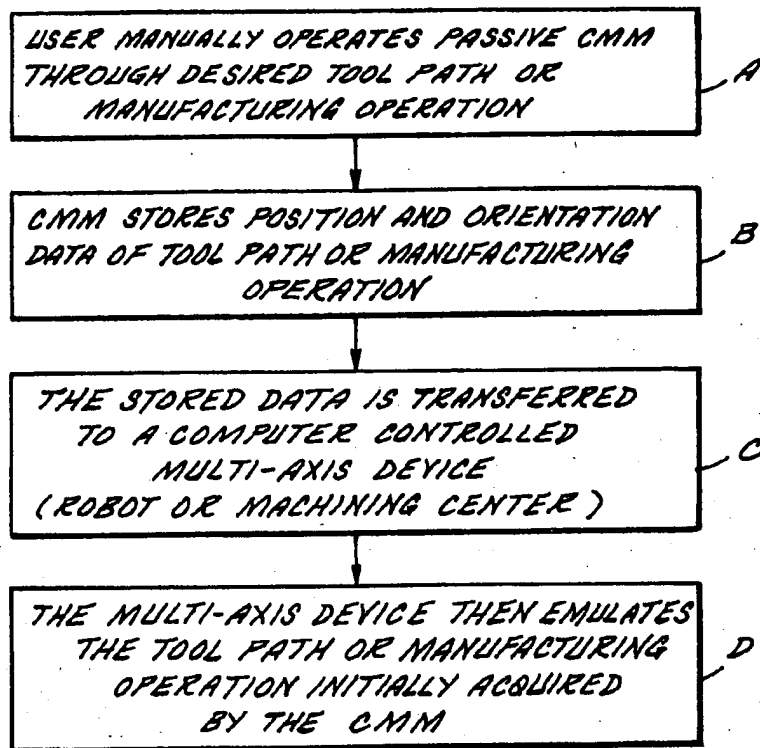 USER MANUALLY OPERATES PASSIVE CMM
THROUGH DESIRED TOOL PATH OR
MANUFACTURING OPERATION
A
CMM STORES POSITION AND ORIENTATION
DATA OF TOOL PATH OR MANUFACTURING
OPERATION
B
THE STORED DATA IS TRANSFERRED
TO A COMPUTER CONTROLLED
MULTI-AXIS DEVICE
(ROBOT OR MACHINING CENTER)
C
THE MULTI-AXIS DEVICE THEN EMULATES
THE TOOL PATH OR MANUFACTURING
OPERATION INITIALLY ACQUIRED
BY THE CMM
D